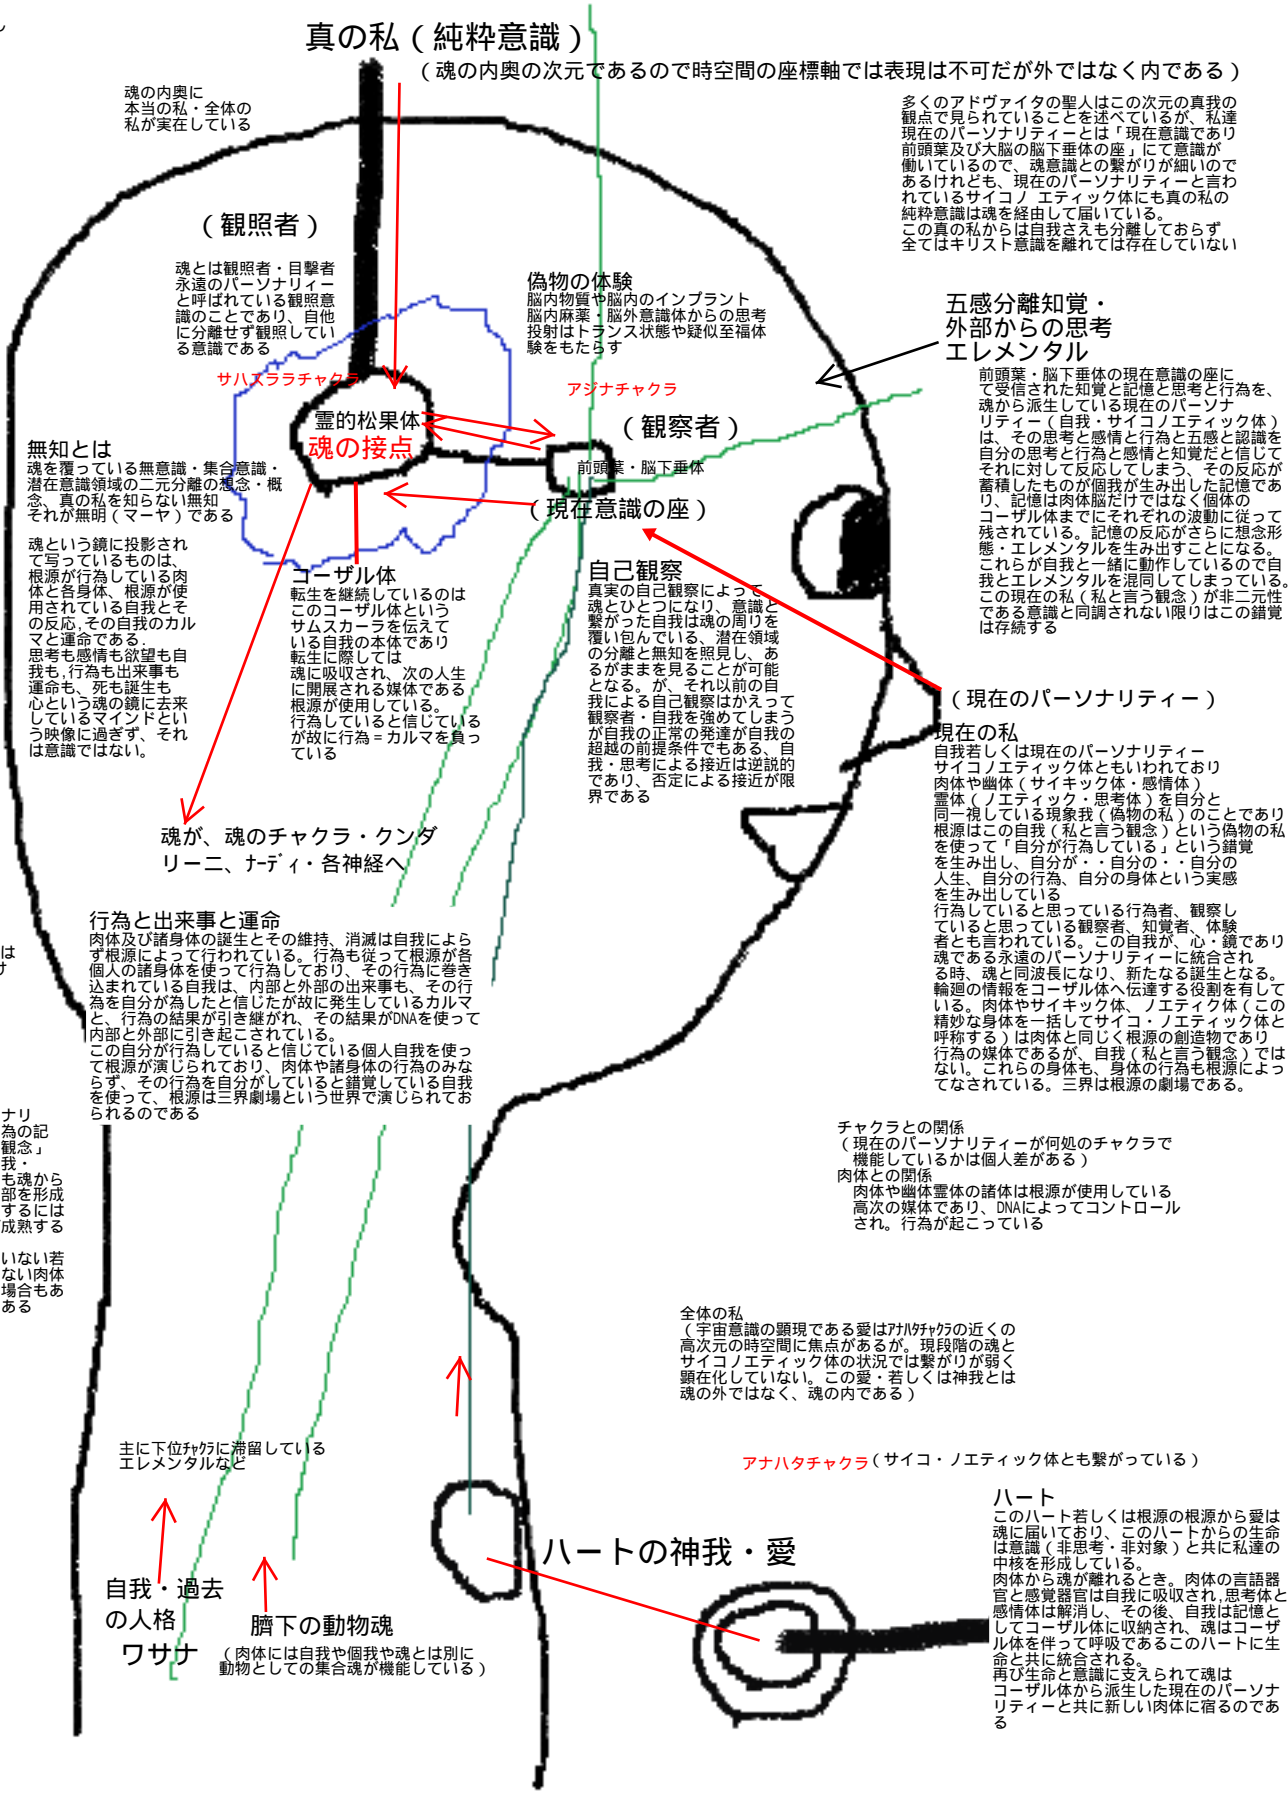 真の私（純粋意識）
（魂の内奥の次元であるので時空間の座標軸では表現は不可だが外ではなく内である）
魂の内奥に
本当の私・全体の
私が実在している
多くのアドヴァイタの聖人はこの次元の真我の
観点で見られていることを述べているが、私達
現在のパーソナリティーとは「現在意識であり
前頭葉及び大脳の脳下垂体の座」にて意識が
働いているので、魂意識との繋がりが細いので
あるけれども、現在のパーソナリティーと言わ
れているサイコノ エティック体にも真の私の
純粋意識は魂を経由して届いている。
この真の私からは自我さえも分離しておらず
全てはキリスト意識を離れては存在していない
（観照者）
魂とは観照者・目撃者
永遠のパーソナリィー
と呼ばれている観照意
識のことであり、自他
に分離せず観照してい
る意識である
偽物の体験
脳内物質や脳内のインプラント
脳内麻薬・脳外意識体からの思考
投射はトランス状態や疑似至福体
験をもたらす
五感分離知覚・
外部からの思考
エレメンタル
前頭葉・脳下垂体の現在意識の座に
て受信された知覚と記憶と思考と行為を、
魂から派生している現在のパーソナ
リティー（自我・サイコノエティック体）
は、その思考と感情と行為と五感と認識を
自分の思考と行為と感情と知覚だと信じて
それに対して反応してしまう、その反応が
蓄積したものが個我が生み出した記憶であ
り、記憶は肉体脳だけではなく個体の
コーザル体までにそれぞれの波動に従って
残されている。記憶の反応がさらに想念形
態・エレメンタルを生み出すことになる。
これらが自我と一緒に動作しているので自
我とエレメンタルを混同してしまっている。
この現在の私（私と言う観念）が非二元性
である意識と同調されない限りはこの錯覚
は存続する
サハスララチャクラ
アジナチャクラ
霊的松果体
魂の接点
（観察者）
前頭葉・脳下垂体
（現在意識の座）
無知とは
魂を覆っている無意識・集合意識・
潜在意識領域の二元分離の想念・概
念、真の私を知らない無知
それが無明（マーヤ）である
魂という鏡に投影され
て写っているものは、
根源が行為している肉
体と各身体、根源が使
用されている自我とそ
の反応,その自我のカル
マと運命である.
思考も感情も欲望も自
我も,行為も出来事も
運命も、死も誕生も
心という魂の鏡に去来
しているマインドとい
う映像に過ぎず、それ
は意識ではない。
コーザル体
転生を継続しているのは
このコーザル体という
サムスカーラを伝えて
いる自我の本体であり
転生に際しては
魂に吸収され、次の人生
に開展される媒体である
根源が使用している。
行為していると信じている
が故に行為＝カルマを負っ
ている
自己観察
真実の自己観察によって
魂とひとつになり、意識と
繋がった自我は魂の周りを
覆い包んでいる、潜在領域
の分離と無知を照見し、あ
るがままを見ることが可能
となる。が、それ以前の自
我による自己観察はかえって
観察者・自我を強めてしまう
が自我の正常の発達が自我の
超越の前提条件でもある、自
我・思考による接近は逆説的
であり、否定による接近が限
界である
（現在のパーソナリティー）
現在の私
自我若しくは現在のパーソナリティー
サイコノエティック体ともいわれており
肉体や幽体（サイキック体・感情体）
霊体（ノエティック・思考体）を自分と
同一視している現象我（偽物の私）のことであり
根源はこの自我（私と言う観念）という偽物の私
を使って「自分が行為している」という錯覚
を生み出し、自分が・・自分の・・自分の
人生、自分の行為、自分の身体という実感
を生み出している
行為していると思っている行為者、観察し
ていると思っている観察者、知覚者、体験
者とも言われている。この自我が、心・鏡であり
魂である永遠のパーソナリティーに統合され
る時、魂と同波長になり、新たなる誕生となる。
輪廻の情報をコーザル体へ伝達する役割を有して
いる。肉体やサイキック体、ノエティク体（この
精妙な身体を一括してサイコ・ノエティック体と
呼称する）は肉体と同じく根源の創造物であり
行為の媒体であるが、自我（私と言う観念）では
ない。これらの身体も、身体の行為も根源によっ
てなされている。三界は根源の劇場である。
魂が、魂のチャクラ・クンダ
リーニ、ナーディ・各神経へ
行為と出来事と運命
肉体及び諸身体の誕生とその維持、消滅は自我によら
ず根源によって行われている。行為も従って根源が各
個人の諸身体を使って行為しており、その行為に巻き
込まれている自我は、内部と外部の出来事も、その行
為を自分が為したと信じたが故に発生しているカルマ
と、行為の結果が引き継がれ、その結果がDNAを使って
内部と外部に引き起こされている。
この自分が行為していると信じている個人自我を使っ
て根源が演じられており、肉体や諸身体の行為のみな
らず、その行為を自分がしていると錯覚している自我
を使って、根源は三界劇場という世界で演じられてお
られるのである
は
ナリ
為の記
観念」
我・
も魂から
部を形成
するには
成熟する
いない若
ない肉体
場合もあ
ある
チャクラとの関係
（現在のパーソナリティーが何処のチャクラで
機能しているかは個人差がある）
肉体との関係
肉体や幽体霊体の諸体は根源が使用している
高次の媒体であり、DNAによってコントロール
され。行為が起こっている
全体の私
（宇宙意識の顕現である愛はアナハタチャクラの近くの
高次元の時空間に焦点があるが。現段階の魂と
サイコノエティック体の状況では繋がりが弱く
顕在化していない。この愛・若しくは神我とは
魂の外ではなく、魂の内である）
主に下位チャクラに滞留している
エレメンタルなど
アナハタチャクラ（サイコ・ノエティック体とも繋がっている）
ハート
このハート若しくは根源の根源から愛は
魂に届いており、このハートからの生命
は意識（非思考・非対象）と共に私達の
中核を形成している。
肉体から魂が離れるとき。肉体の言語器
官と感覚器官は自我に吸収され,思考体と
感情体は解消し、その後、自我は記憶と
してコーザル体に収納され、魂はコーザ
ル体を伴って呼吸であるこのハートに生
命と共に統合される。
再び生命と意識に支えられて魂は
コーザル体から派生した現在のパーソナ
リティーと共に新しい肉体に宿るのであ
る
ハートの神我・愛
自我・過去
の人格
ワサナ
臍下の動物魂
（肉体には自我や個我や魂とは別に
動物としての集合魂が機能している）